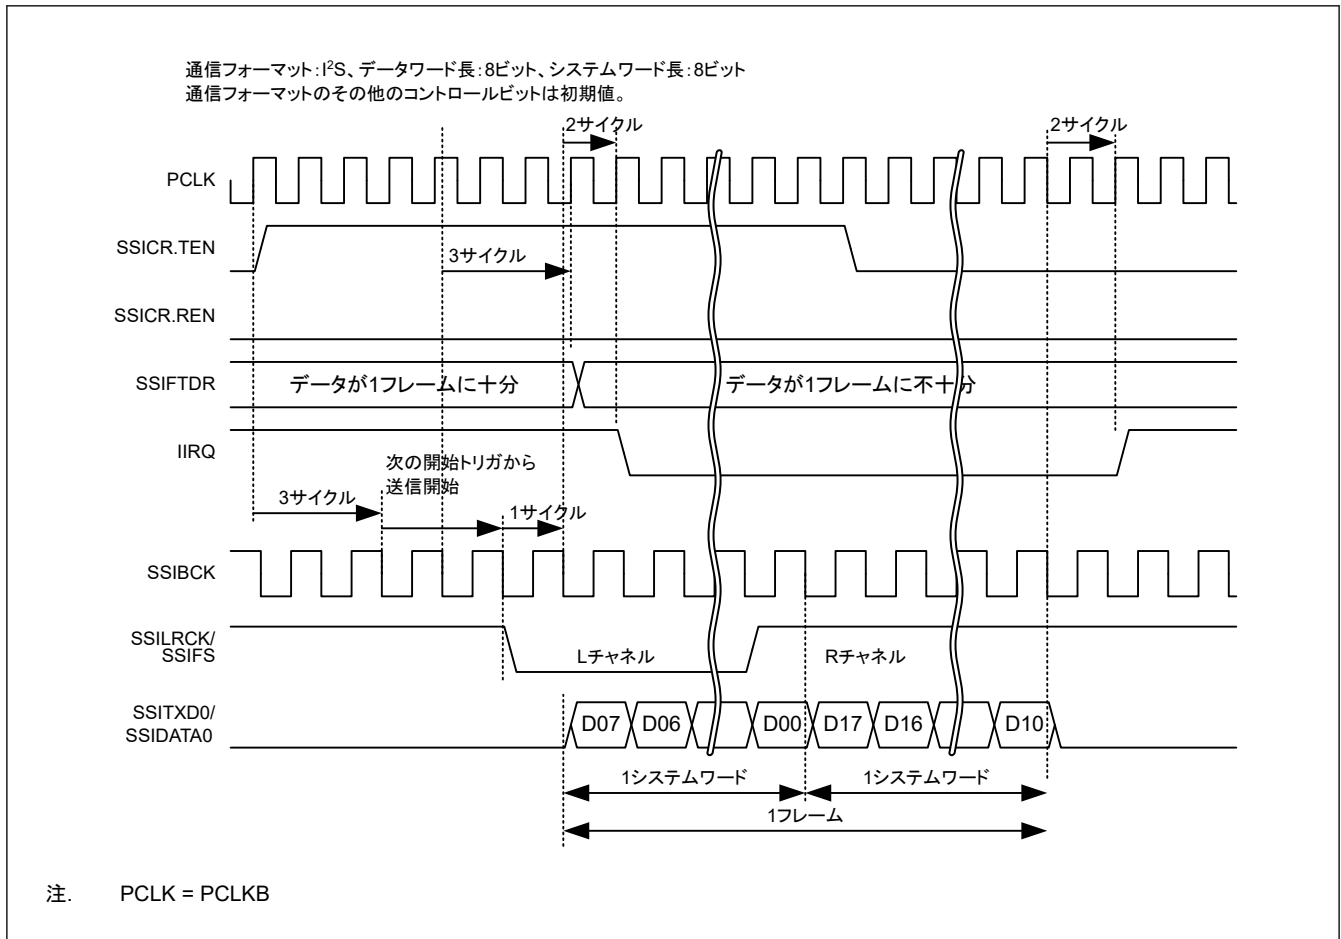 通信フォーマット:I²S、データワード長:8ビット、システムワード長:8ビット
通信フォーマットのその他のコントロールビットは初期値。
2サイクル
2サイクル
PCLK
SSICR.TEN
3サイクル
SSICR.REN
SSIFTDR
データが1フレームに十分
データが1フレームに不十分
IIRQ
次の開始トリガから
送信開始
3サイクル
1サイクル
SSIBCK
SSILRCK/
SSIFS
Lチャネル
Rチャネル
SSITXD0/
SSIDATA0
D07
D06
D00
D17
D16
D10
1システムワード
1システムワード
1フレーム
注. PCLK = PCLKB